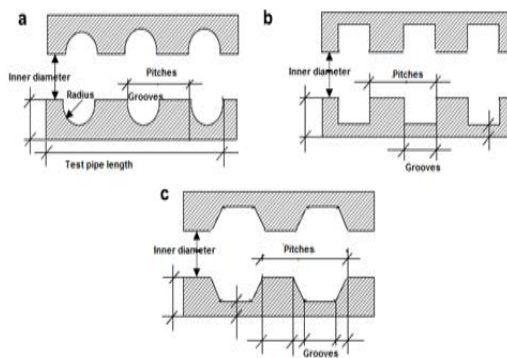 a
Inner diameter
Pitches
Grooves
Radius
Test pipe length
b
Inner diameter
Pitches
Grooves
c
Inner diameter
Pitches
Grooves